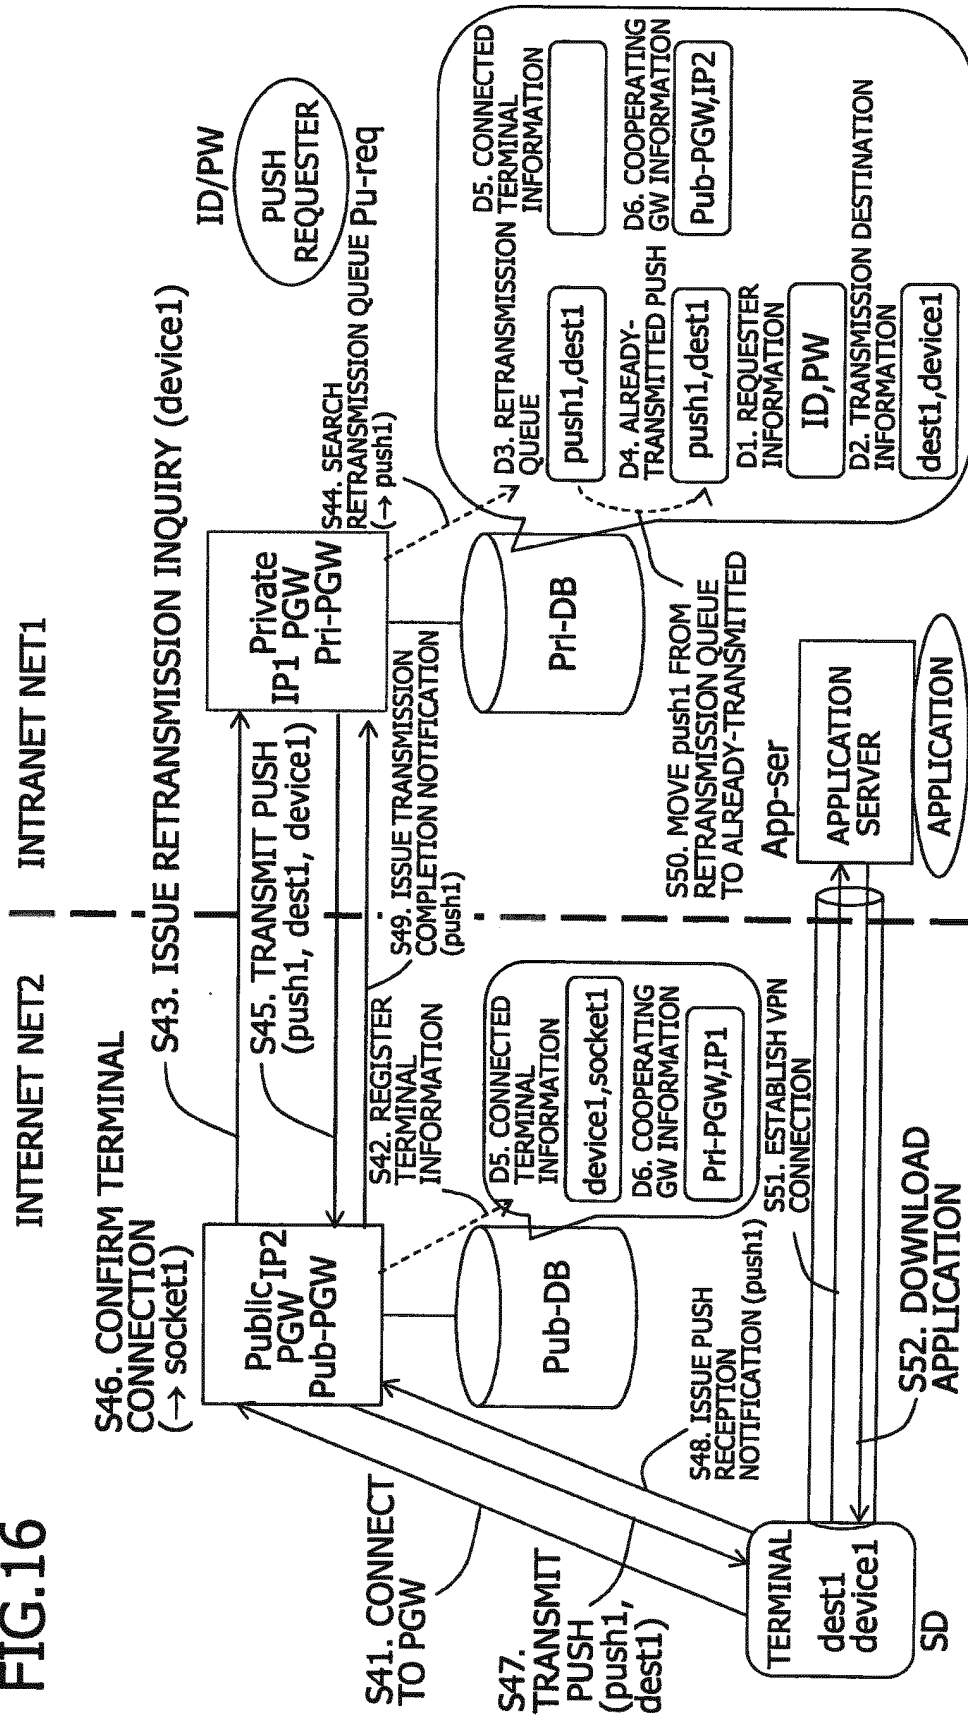 FIG.16
INTERNET NET2
INTRANET NET1
S46. CONFIRM TERMINAL
CONNECTION
(→ socket1)
S43. ISSUE RETRANSMISSION INQUIRY (device1)
ID/PW
PUSH
REQUESTER
Pu-req
S45. TRANSMIT PUSH
(push1, dest1, device1)
Public IP2
PGW
Pub-PGW
Private
IP1 PGW
Pri-PGW
S44. SEARCH
RETRANSMISSION QUEUE
(→ push1)
S49. ISSUE TRANSMISSION
COMPLETION NOTIFICATION
(push1)
S42. REGISTER
TERMINAL
INFORMATION
S41. CONNECT
TO PGW
Pub-DB
D5. CONNECTED
TERMINAL
INFORMATION
device1,socket1
D6. COOPERATING
GW INFORMATION
Pri-PGW,IP1
Pri-DB
D3. RETRANSMISSION
QUEUE
push1,dest1
D4. ALREADY-
TRANSMITTED PUSH
push1,dest1
D1. REQUESTER
INFORMATION
ID,PW
D2. TRANSMISSION DESTINATION
INFORMATION
dest1,device1
D5. CONNECTED
TERMINAL
INFORMATION
D6. COOPERATING
GW INFORMATION
Pub-PGW,IP2
S47.
TRANSMIT
PUSH
(push1,
dest1)
S48. ISSUE PUSH
RECEPTION
NOTIFICATION (push1)
S50. MOVE push1 FROM
RETRANSMISSION QUEUE
TO ALREADY-TRANSMITTED
S51. ESTABLISH VPN
CONNECTION
App-ser
APPLICATION
SERVER
APPLICATION
TERMINAL
dest1
device1
SD
S52. DOWNLOAD
APPLICATION